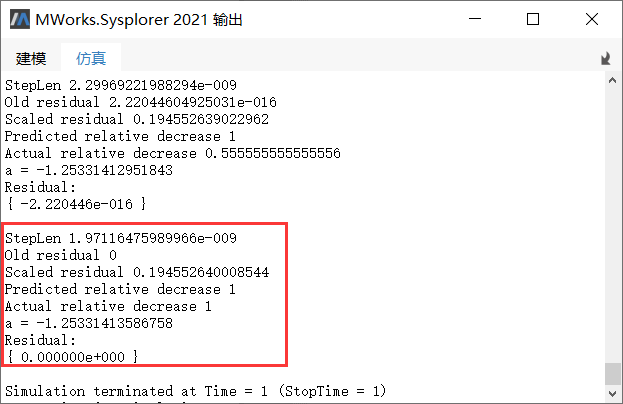 MWorks.Sysplorer 2021 输出
建模 仿真
StepLen 2.29969221988294e-009
Old residual 2.22044604925031e-016
Scaled residual 0.194552639022962
Predicted relative decrease 1
Actual relative decrease 0.555555555555556
a = -1.25331412951843
Residual:
{ -2.220446e-016 }
StepLen 1.97116475989966e-009
Old residual 0
Scaled residual 0.194552640008544
Predicted relative decrease 1
Actual relative decrease 1
a = -1.25331413586758
Residual:
{ 0.000000e+000 }
Simulation terminated at Time = 1 (StopTime = 1)